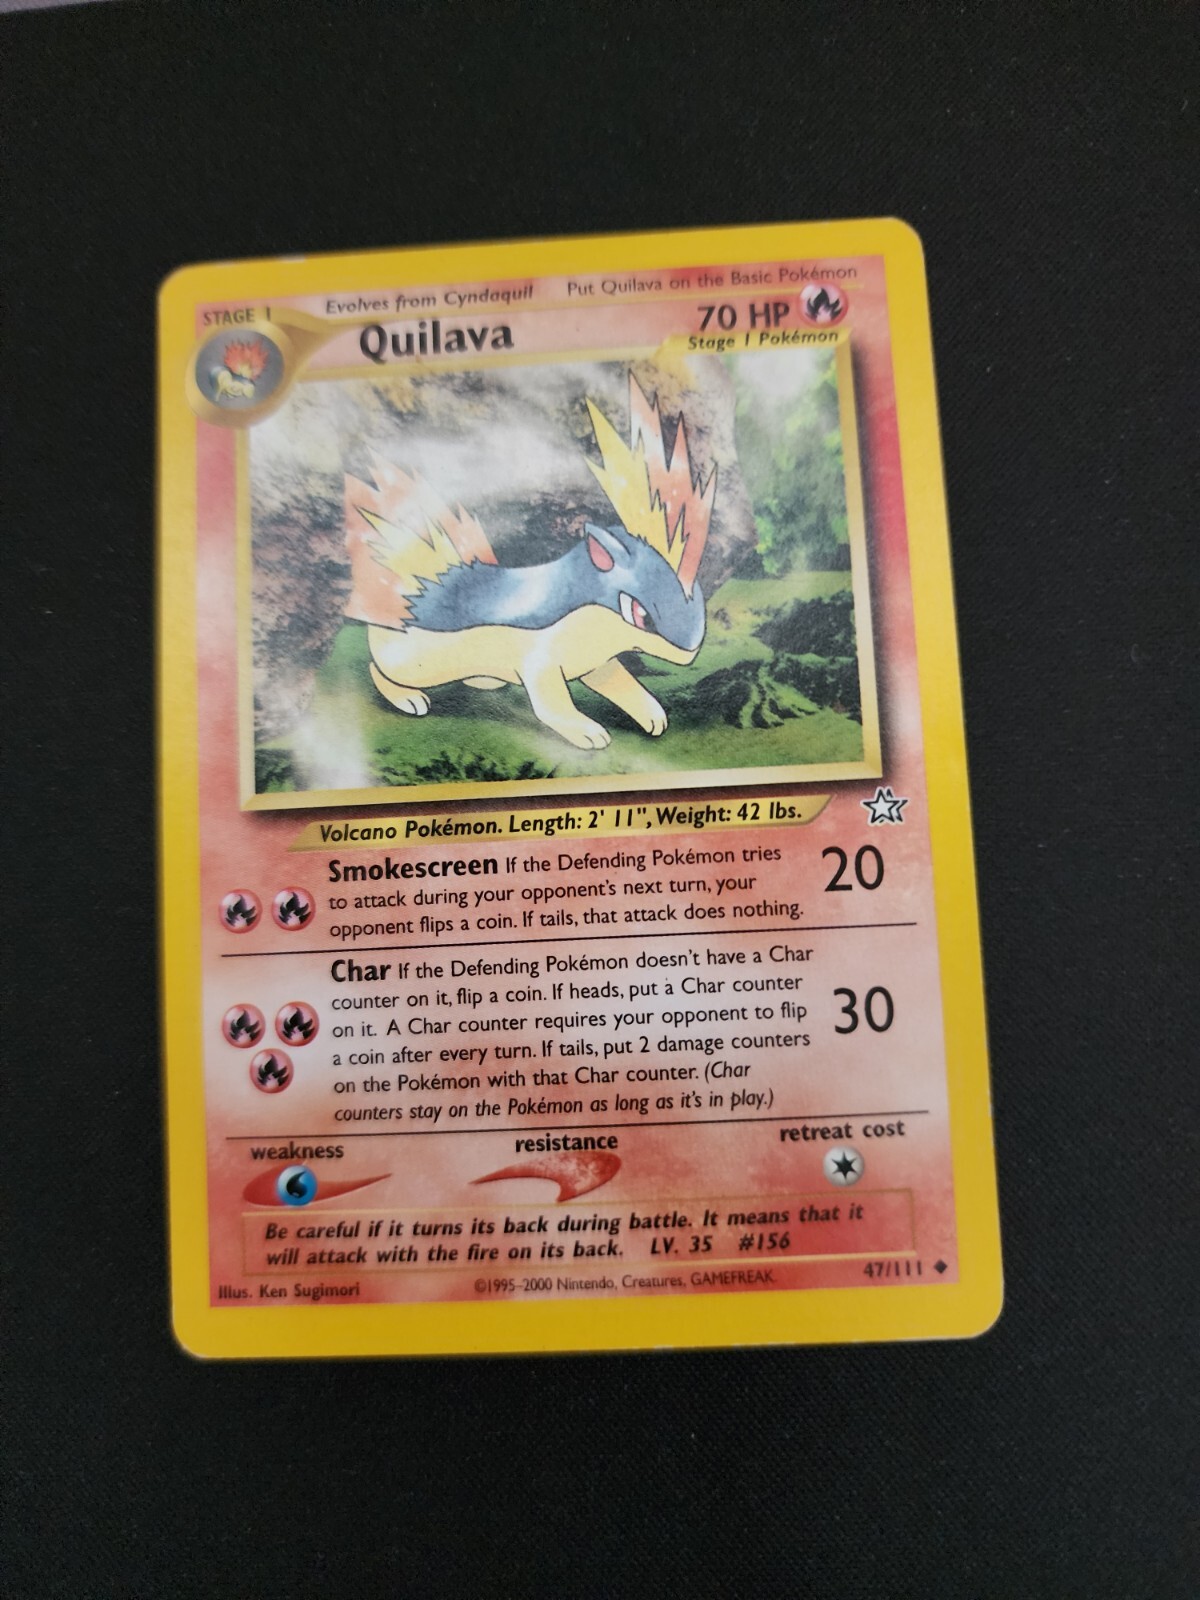 STAGE 1
Evolves from Cyndaquil
Put Quilava on the Basic Pokémon
Quilava
70 HP
Stage 1 Pokémon
Volcano Pokémon. Length: 2' 11", Weight: 42 lbs.
Smokescreen If the Defending Pokémon tries
to attack during your opponent's next turn, your
opponent flips a coin. If tails, that attack does nothing.
20
Char If the Defending Pokémon doesn't have a Char
counter on it, flip a coin. If heads, put a Char counter
on it. A Char counter requires your opponent to flip
a coin after every turn. If tails, put 2 damage counters
on the Pokémon with that Char counter. (Char
counters stay on the Pokémon as long as it's in play.)
30
weakness
resistance
retreat cost
Be careful if it turns its back during battle. It means that it
will attack with the fire on its back. LV. 35 #156
Illus. Ken Sugimori
©1995-2000 Nintendo, Creatures, GAMEFREAK
47/111